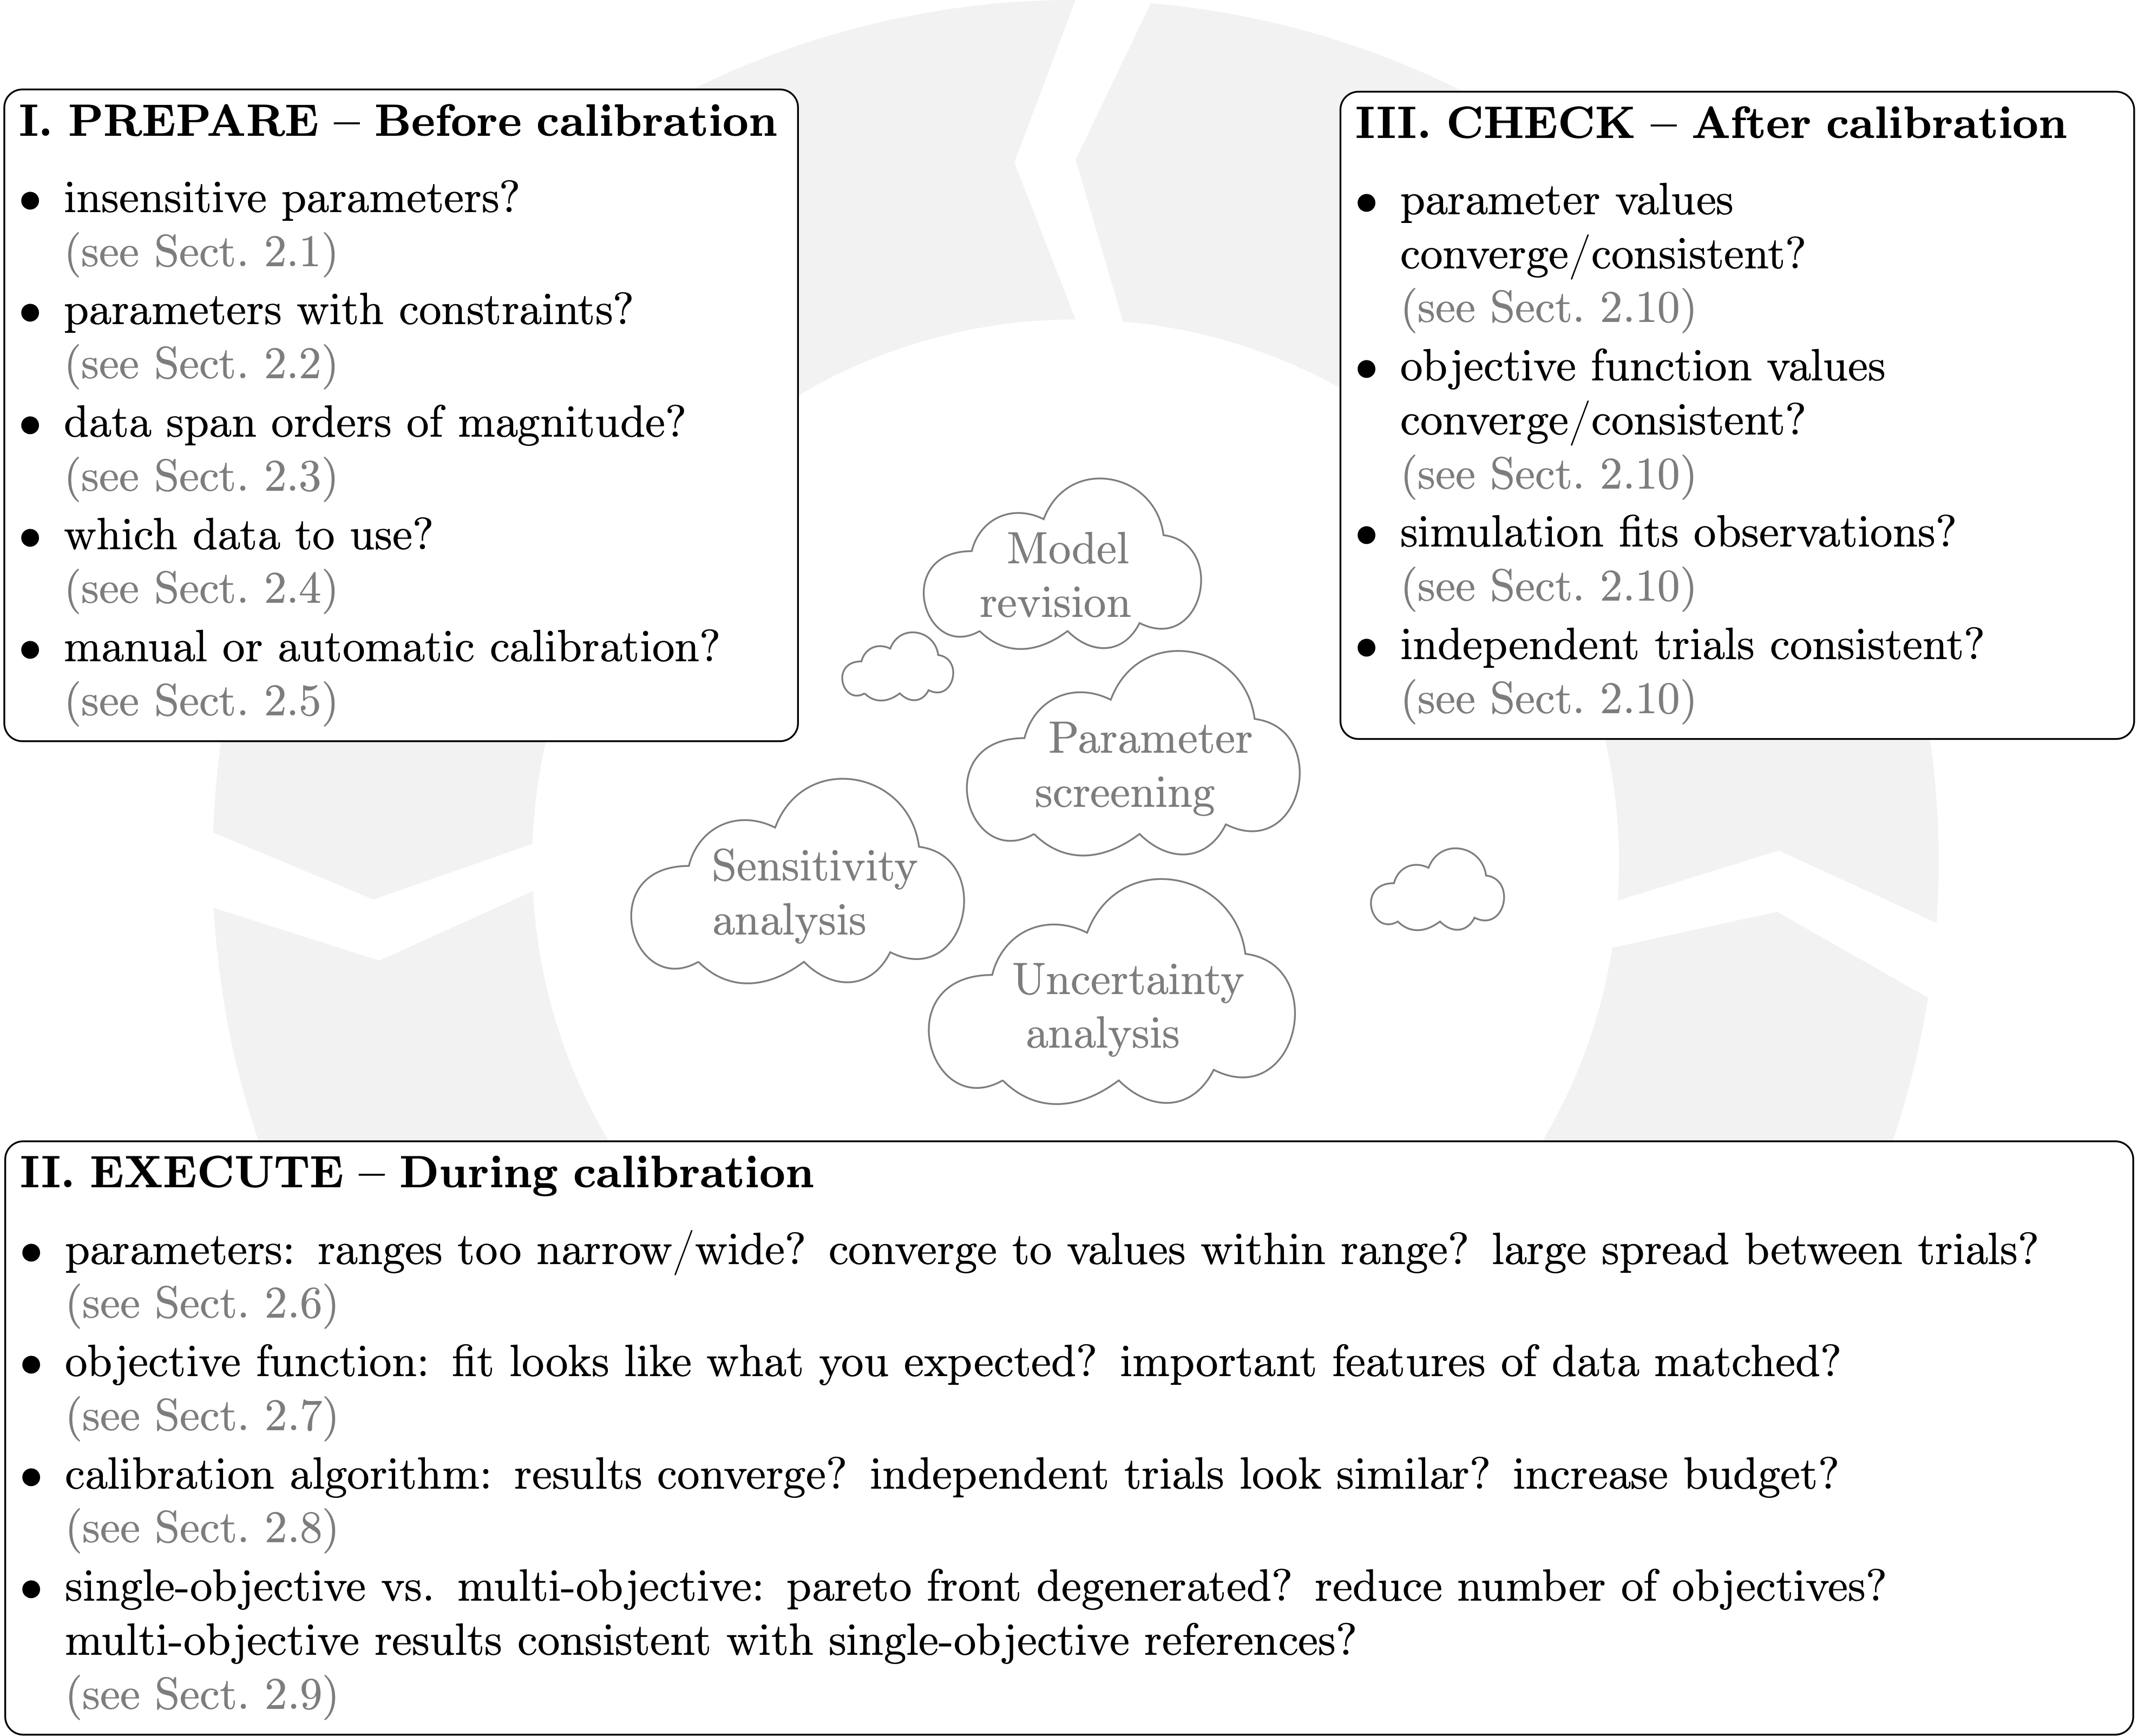 I. PREPARE – Before calibration
• insensitive parameters?
(see Sect. 2.1)
• parameters with constraints?
(see Sect. 2.2)
• data span orders of magnitude?
(see Sect. 2.3)
• which data to use?
(see Sect. 2.4)
• manual or automatic calibration?
(see Sect. 2.5)
III. CHECK – After calibration
• parameter values
converge/consistent?
(see Sect. 2.10)
• objective function values
converge/consistent?
(see Sect. 2.10)
• simulation fits observations?
(see Sect. 2.10)
• independent trials consistent?
(see Sect. 2.10)
Model
revision
Parameter
screening
Sensitivity
analysis
Uncertainty
analysis
II. EXECUTE – During calibration
• parameters: ranges too narrow/wide? converge to values within range? large spread between trials?
(see Sect. 2.6)
• objective function: fit looks like what you expected? important features of data matched?
(see Sect. 2.7)
• calibration algorithm: results converge? independent trials look similar? increase budget?
(see Sect. 2.8)
• single-objective vs. multi-objective: pareto front degenerated? reduce number of objectives?
multi-objective results consistent with single-objective references?
(see Sect. 2.9)